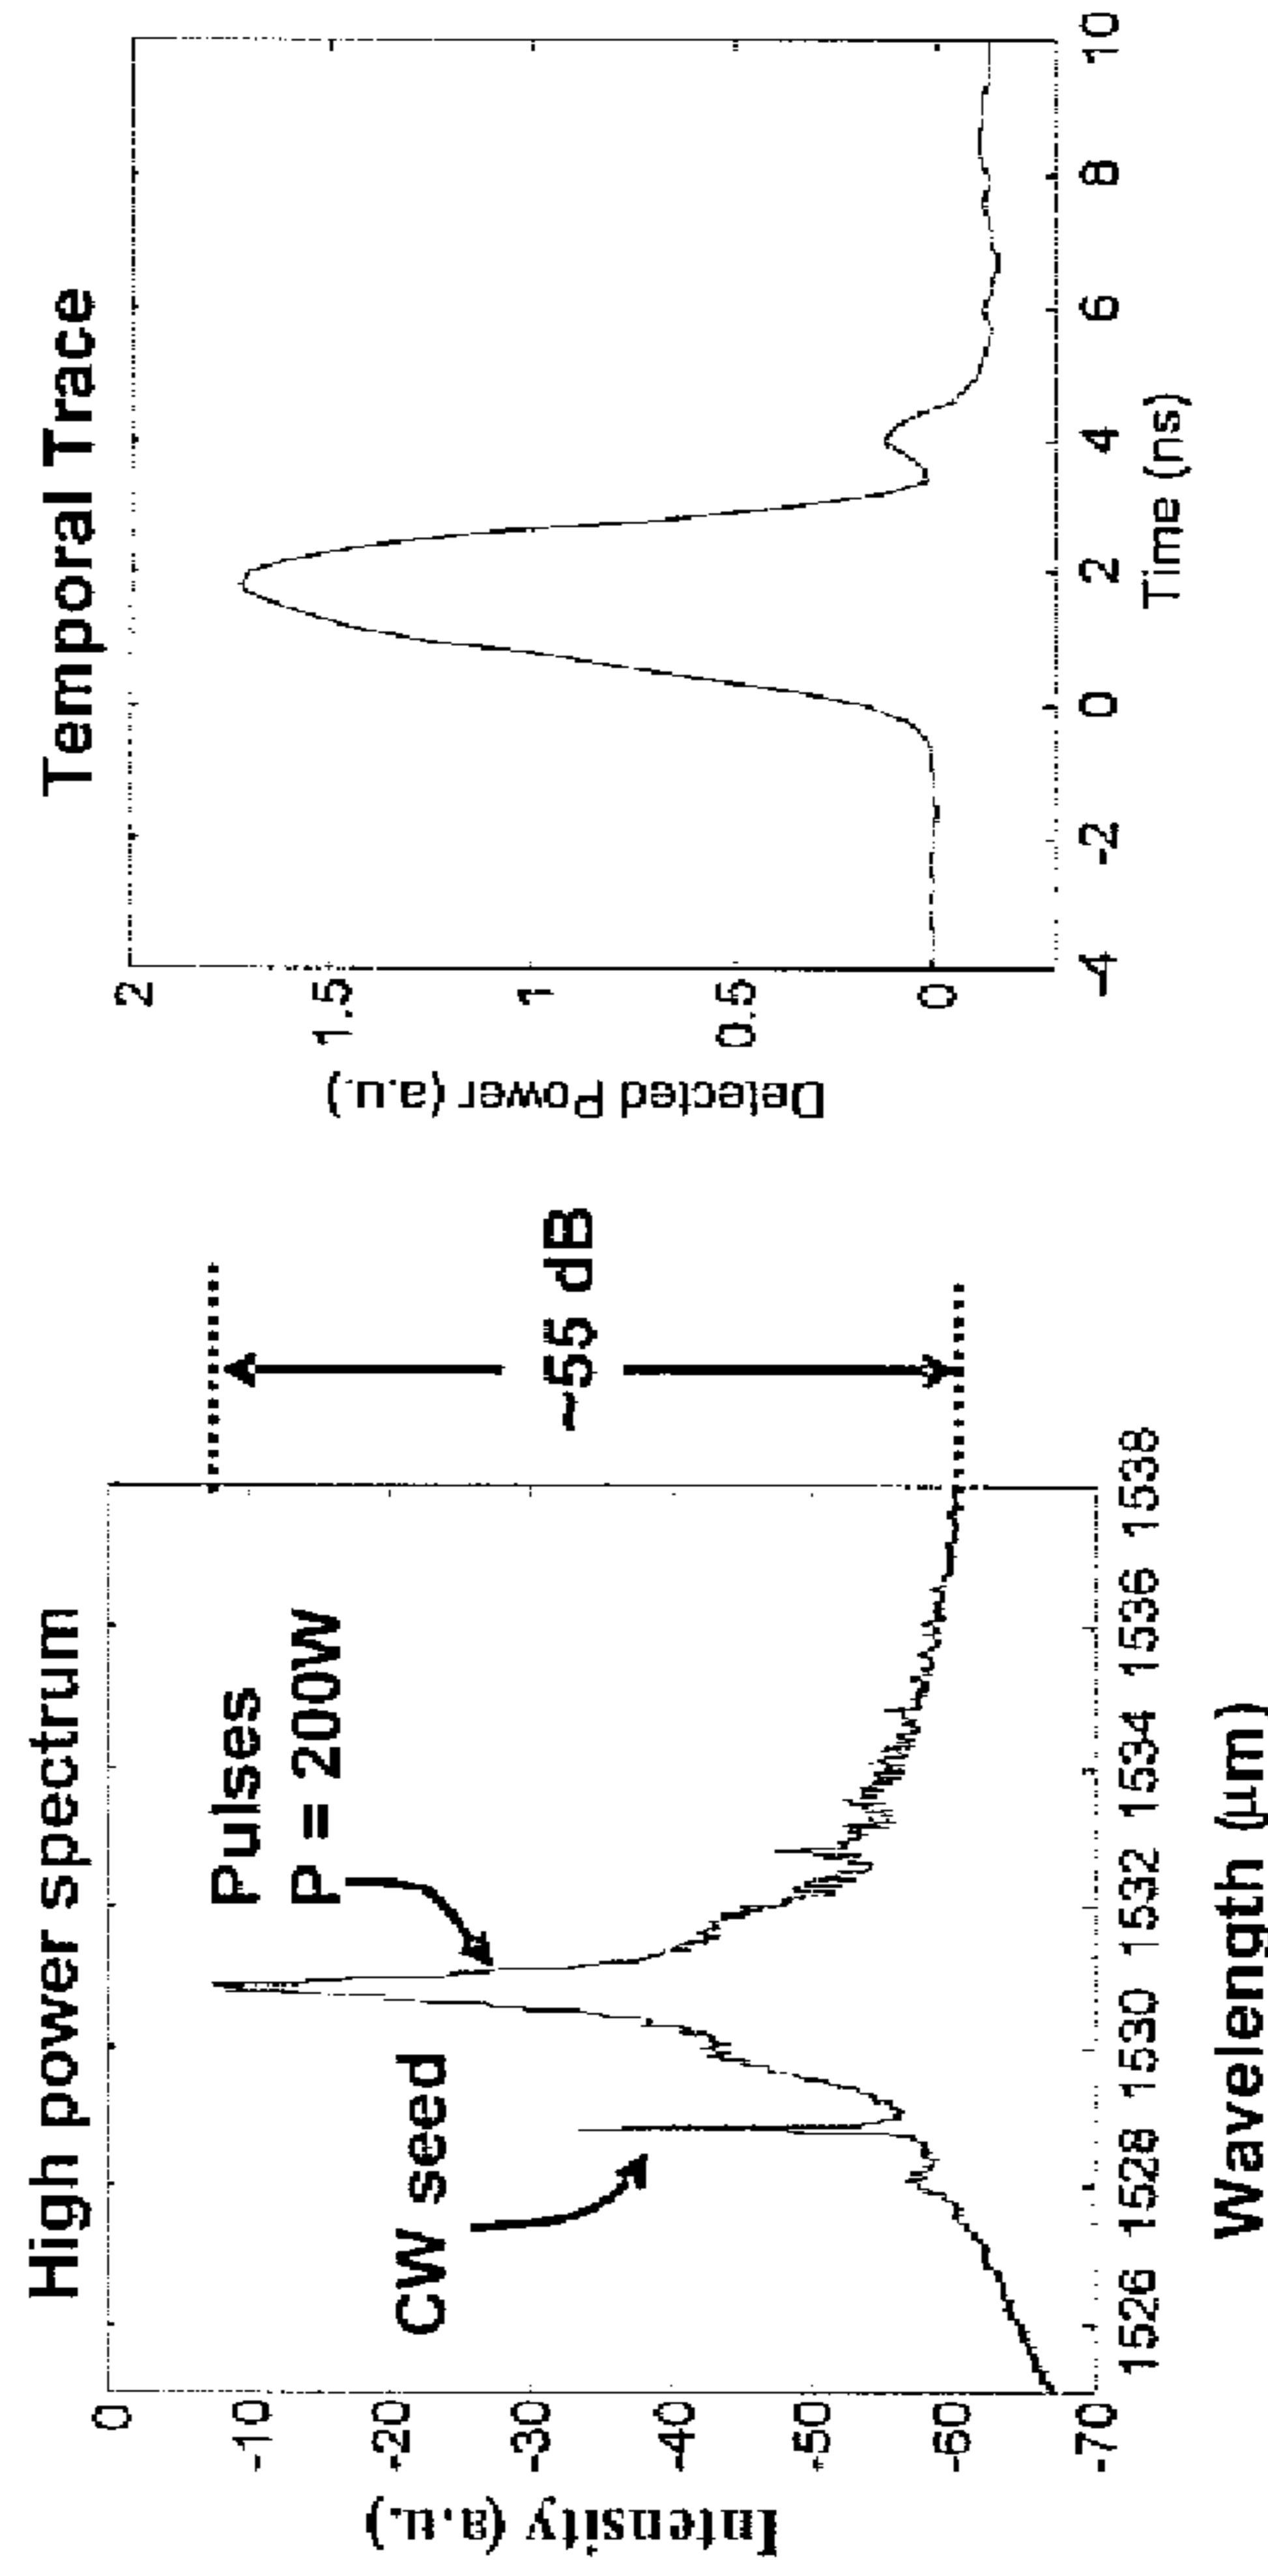 High power spectrum
0
-10
-20
-30
-40
-50
-60
-70
Intensity (a.u.)
Pulses
P = 200W
CW seed
~55 dB
1526 1528 1530 1532 1534 1536 1538
Wavelength (µm)
Temporal Trace
2
1.5
1
0.5
0
Detected Power (a.u.)
-4 -2 0 2 4 6 8 10
Time (ns)